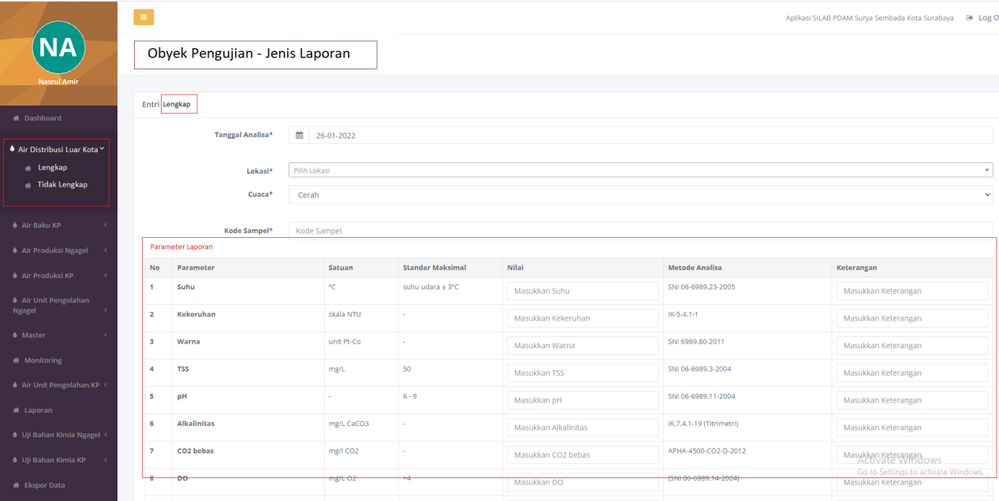 Aplikasi SILAB PDAM Surya Sembada Kota Surabaya Log O
NA
Nasrul Amir
Dashboard
Air Distribusi Luar Kota
Lengkap
Tidak Lengkap
Air Baku KP
Air Produksi Ngagel
Air Produksi KP
Air Unit Pengolahan
Ngagel
Master
Monitoring
Air Unit Pengolahan KP
Laporan
Uji Bahan Kimia Ngagel
Uji Bahan Kimia KP
Ekspor Data
Obyek Pengujian - Jenis Laporan
Entri Lengkap
Tanggal Analisa* 26-01-2022
Lokasi* Pilih Lokasi
Cuaca* Cerah
Kode Sampel* Kode Sampel
Parameter Laporan
No Parameter Satuan Standar Maksimal Nilai Metode Analisa Keterangan
1 Suhu °C suhu udara ± 3°C Masukkan Suhu SNI 06-6989.23-2005 Masukkan Keterangan
2 Kekeruhan skala NTU - Masukkan Kekeruhan IK-5.4.1-1 Masukkan Keterangan
3 Warna unit Pt-Co - Masukkan Warna SNI 6989.80-2011 Masukkan Keterangan
4 TSS mg/L 50 Masukkan TSS SNI 06-6989.3-2004 Masukkan Keterangan
5 pH - 6 - 9 Masukkan pH SNI 06-6989.11-2004 Masukkan Keterangan
6 Alkalinitas mg/L CaCO3 - Masukkan Alkalinitas IK.7.4.1-19 (Titrimetri) Masukkan Keterangan
7 CO2 bebas mg/l CO2 - Masukkan CO2 bebas APHA-4500-CO2-D-2012 Masukkan Keterangan
8 DO mg/L O2 >4 Masukkan DO (SNI 06-6989.14-2004) Masukkan Keterangan
Activate Windows
Go to Settings to activate Windows.